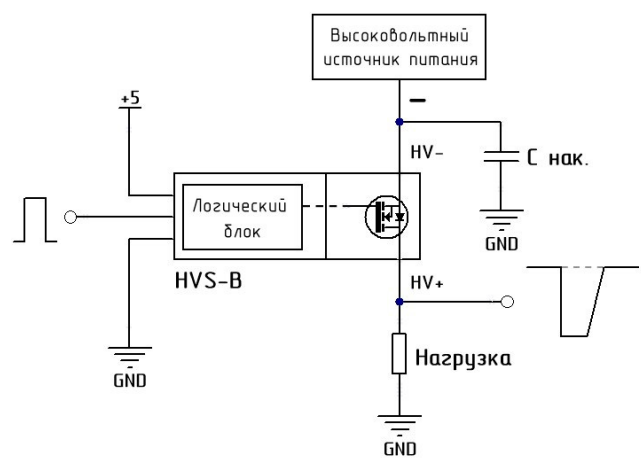 Высоковольтный
источник питания
+5
−
HV-
С нак.
GND
Логический
блок
HVS-B
HV+
Нагрузка
GND
GND